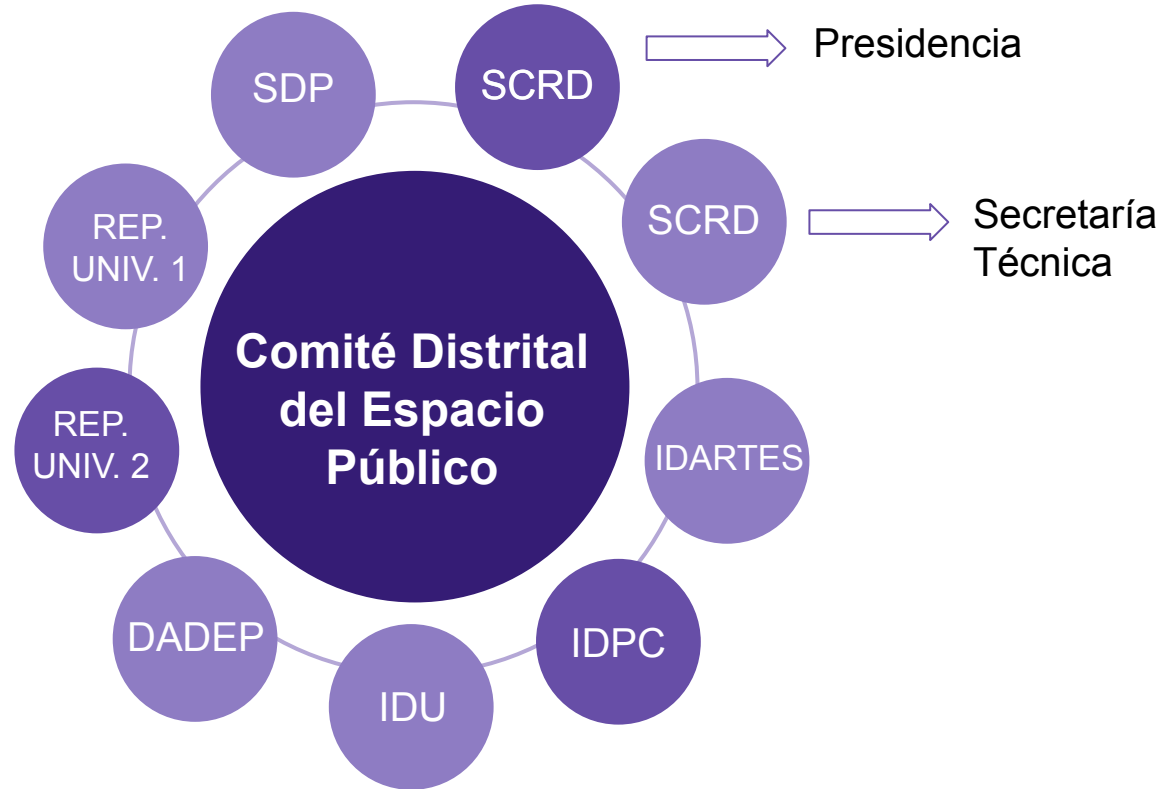 SCRD
Presidencia
SCRD
Secretaría
Técnica
IDARTES
IDPC
IDU
DADEP
REP.
UNIV. 2
REP.
UNIV. 1
SDP
Comité Distrital
del Espacio
Público